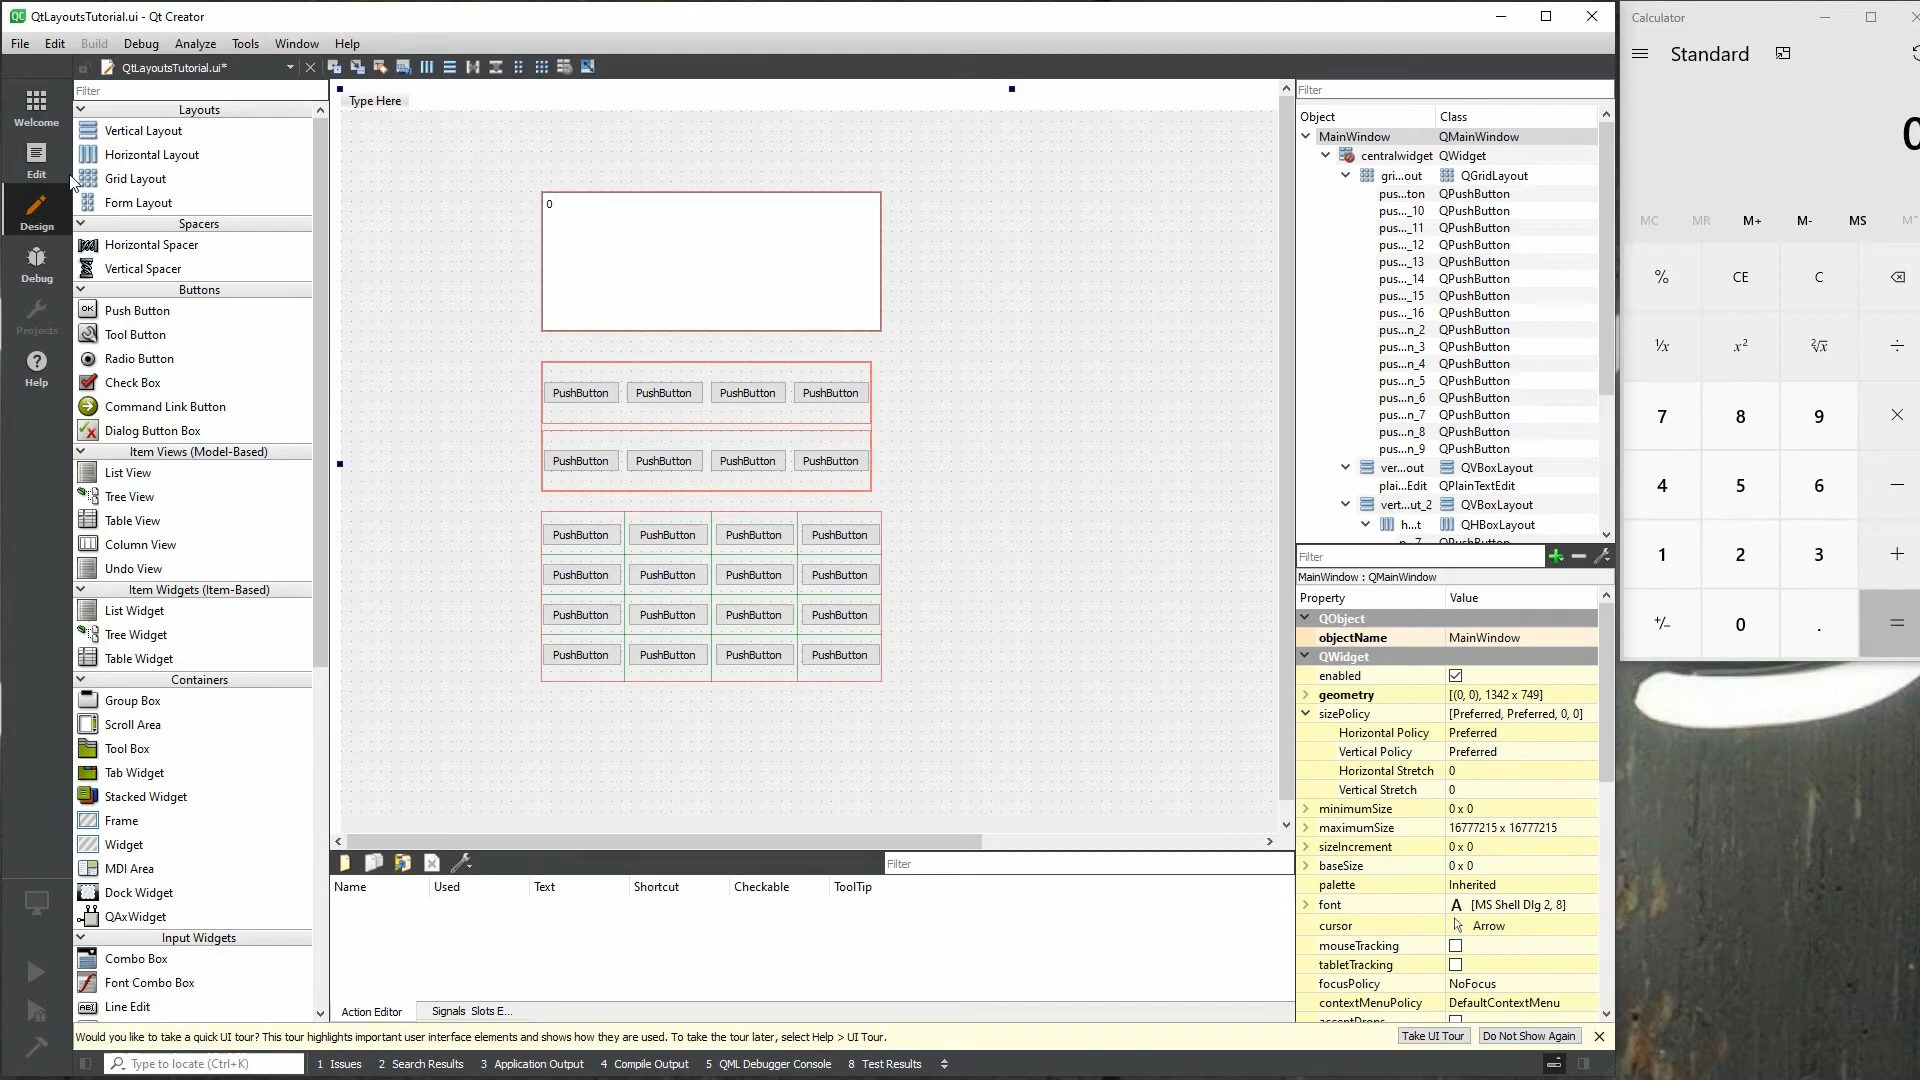 QtLayoutsTutorial.ui - Qt Creator
File Edit Build Debug Analyze Tools Window Help
QtLayoutsTutorial.ui*
Welcome
Edit
Design
Debug
Projects
Help
Filter
Layouts
Vertical Layout
Horizontal Layout
Grid Layout
Form Layout
Spacers
Horizontal Spacer
Vertical Spacer
Buttons
Push Button
Tool Button
Radio Button
Check Box
Command Link Button
Dialog Button Box
Item Views (Model-Based)
List View
Tree View
Table View
Column View
Undo View
Item Widgets (Item-Based)
List Widget
Tree Widget
Table Widget
Containers
Group Box
Scroll Area
Tool Box
Tab Widget
Stacked Widget
Frame
Widget
MDI Area
Dock Widget
QAxWidget
Input Widgets
Combo Box
Font Combo Box
Line Edit
Type Here
0
PushButton PushButton PushButton PushButton
PushButton PushButton PushButton PushButton
PushButton PushButton PushButton PushButton
PushButton PushButton PushButton PushButton
PushButton PushButton PushButton PushButton
PushButton PushButton PushButton PushButton
Filter
Name Used Text Shortcut Checkable ToolTip
Action Editor Signals Slots E...
Filter
Object Class
MainWindow QMainWindow
centralwidget QWidget
gri...out QGridLayout
pus...ton QPushButton
pus..._10 QPushButton
pus..._11 QPushButton
pus..._12 QPushButton
pus..._13 QPushButton
pus..._14 QPushButton
pus..._15 QPushButton
pus..._16 QPushButton
pus...n_2 QPushButton
pus...n_3 QPushButton
pus...n_4 QPushButton
pus...n_5 QPushButton
pus...n_6 QPushButton
pus...n_7 QPushButton
pus...n_8 QPushButton
pus...n_9 QPushButton
ver...out QVBoxLayout
plai...Edit QPlainTextEdit
vert...ut_2 QVBoxLayout
h...t QHBoxLayout
Filter
MainWindow : QMainWindow
Property Value
QObject
objectName MainWindow
QWidget
enabled
geometry [(0, 0), 1342 x 749]
sizePolicy [Preferred, Preferred, 0, 0]
Horizontal Policy Preferred
Vertical Policy Preferred
Horizontal Stretch 0
Vertical Stretch 0
minimumSize 0 x 0
maximumSize 16777215 x 16777215
sizeIncrement 0 x 0
baseSize 0 x 0
palette Inherited
font A [MS Shell Dlg 2, 8]
cursor Arrow
mouseTracking
tabletTracking
focusPolicy NoFocus
contextMenuPolicy DefaultContextMenu
Would you like to take a quick UI tour? This tour highlights important user interface elements and shows how they are used. To take the tour later, select Help > UI Tour.
Take UI Tour Do Not Show Again
Type to locate (Ctrl+K) 1 Issues 2 Search Results 3 Application Output 4 Compile Output 5 QML Debugger Console 8 Test Results
Calculator
Standard
0
MC MR M+ M- MS
% CE C
¹/x x² ²√x ÷
7 8 9 ×
4 5 6 −
1 2 3 +
+/− 0 . =